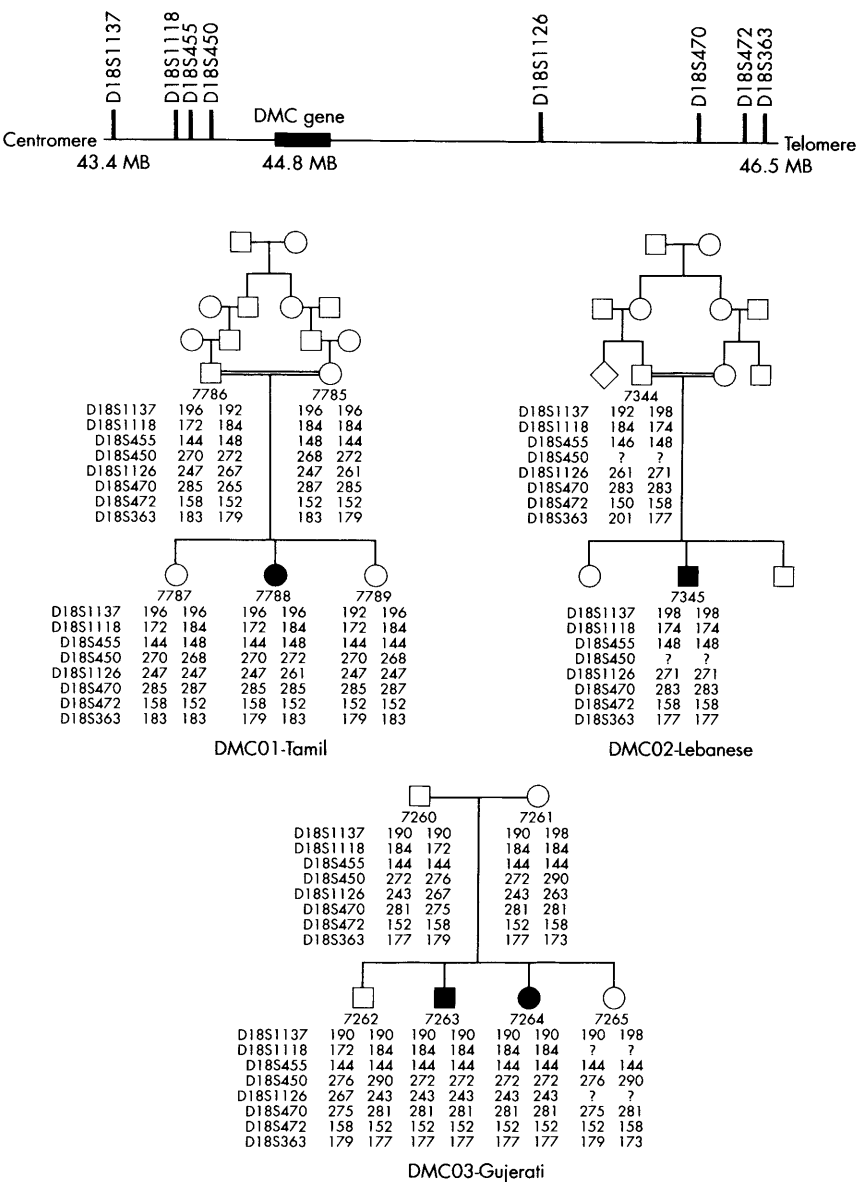 D18S1137 D18S1118 D18S455 D18S450 D18S1126 D18S470 D18S472 D18S363
DMC gene
Centromere Telomere
43.4 MB 44.8 MB 46.5 MB
7786 7785
D18S1137 196 192 196 196
D18S1118 172 184 184 184
D18S455 144 148 148 144
D18S450 270 272 268 272
D18S1126 247 267 247 261
D18S470 285 265 287 285
D18S472 158 152 152 152
D18S363 183 179 183 179
7344
D18S1137 192 198
D18S1118 184 174
D18S455 146 148
D18S450 ? ?
D18S1126 261 271
D18S470 283 283
D18S472 150 158
D18S363 201 177
7787 7788 7789
D18S1137 196 196 196 196 192 196
D18S1118 172 184 172 184 172 184
D18S455 144 148 144 148 144 144
D18S450 270 268 270 272 270 268
D18S1126 247 247 247 261 247 247
D18S470 285 287 285 285 285 287
D18S472 158 152 158 152 152 152
D18S363 183 183 179 183 179 183
DMC01-Tamil
7345
D18S1137 198 198
D18S1118 174 174
D18S455 148 148
D18S450 ? ?
D18S1126 271 271
D18S470 283 283
D18S472 158 158
D18S363 177 177
DMC02-Lebanese
7260 7261
D18S1137 190 190 190 198
D18S1118 184 172 184 184
D18S455 144 144 144 144
D18S450 272 276 272 290
D18S1126 243 267 243 263
D18S470 281 275 281 281
D18S472 152 158 152 158
D18S363 177 179 177 173
7262 7263 7264 7265
D18S1137 190 190 190 190 190 190 190 198
D18S1118 172 184 184 184 184 184 ? ?
D18S455 144 144 144 144 144 144 144 144
D18S450 276 290 272 272 272 272 276 290
D18S1126 267 243 243 243 243 243 ? ?
D18S470 275 281 281 281 281 281 275 281
D18S472 158 152 152 152 152 152 152 158
D18S363 179 177 177 177 177 177 179 173
DMC03-Gujerati